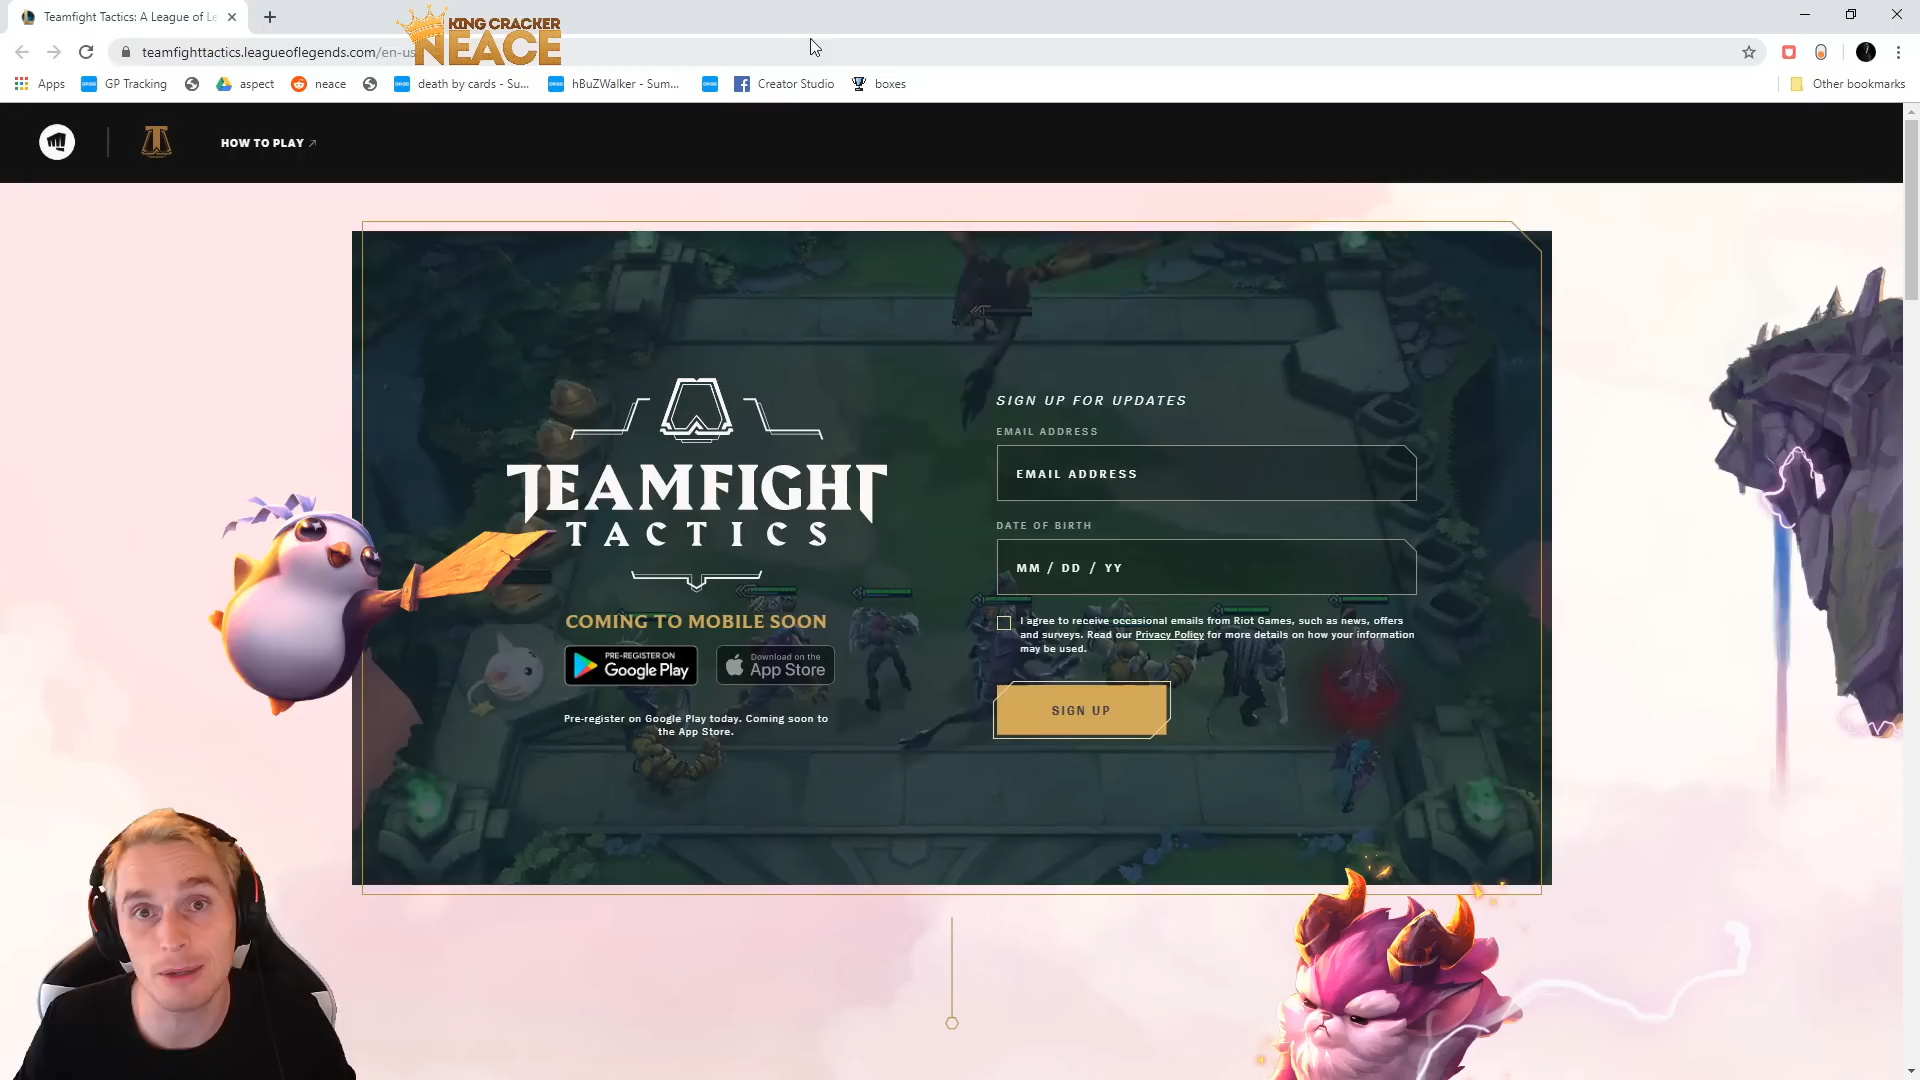 Teamfight Tactics: A League of Le
KING CRACKER
NEACE
teamfighttactics.leagueoflegends.com/en-us
Apps
GP Tracking
aspect
neace
death by cards - Su...
hBuZWalker - Sum...
Creator Studio
boxes
Other bookmarks
HOW TO PLAY
TEAMFIGHT
TACTICS
COMING TO MOBILE SOON
PRE-REGISTER ON
Google Play
Download on the
App Store
Pre-register on Google Play today. Coming soon to
the App Store.
SIGN UP FOR UPDATES
EMAIL ADDRESS
EMAIL ADDRESS
DATE OF BIRTH
MM / DD / YY
I agree to receive occasional emails from Riot Games, such as news, offers
and surveys. Read our Privacy Policy for more details on how your information
may be used.
SIGN UP